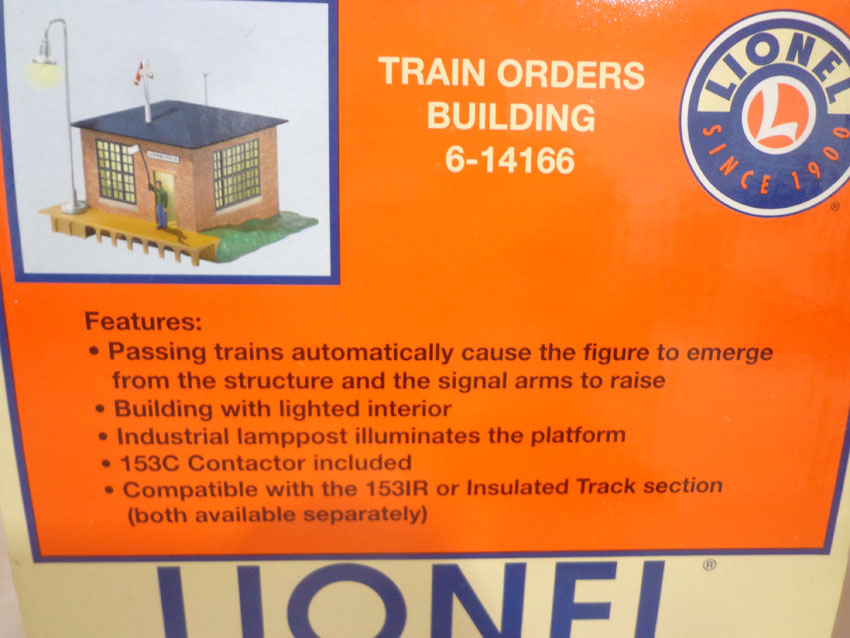 TRAIN ORDERS
BUILDING
6-14166
LIONEL
L
SINCE 1900
®
Features:
• Passing trains automatically cause the figure to emerge
from the structure and the signal arms to raise
• Building with lighted interior
• Industrial lamppost illuminates the platform
• 153C Contactor included
• Compatible with the 153IR or Insulated Track section
(both available separately)
LIONEL ®